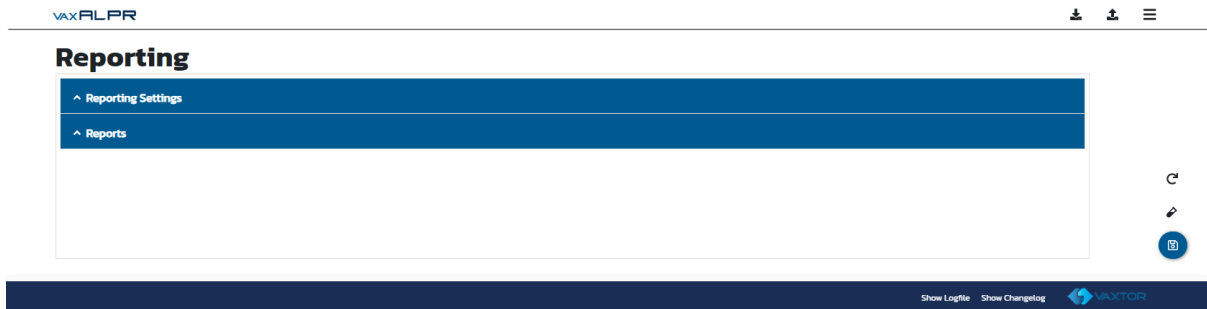 VAXALPR
Reporting
Reporting Settings
Reports
Show Logfile Show Changelog VAXTOR